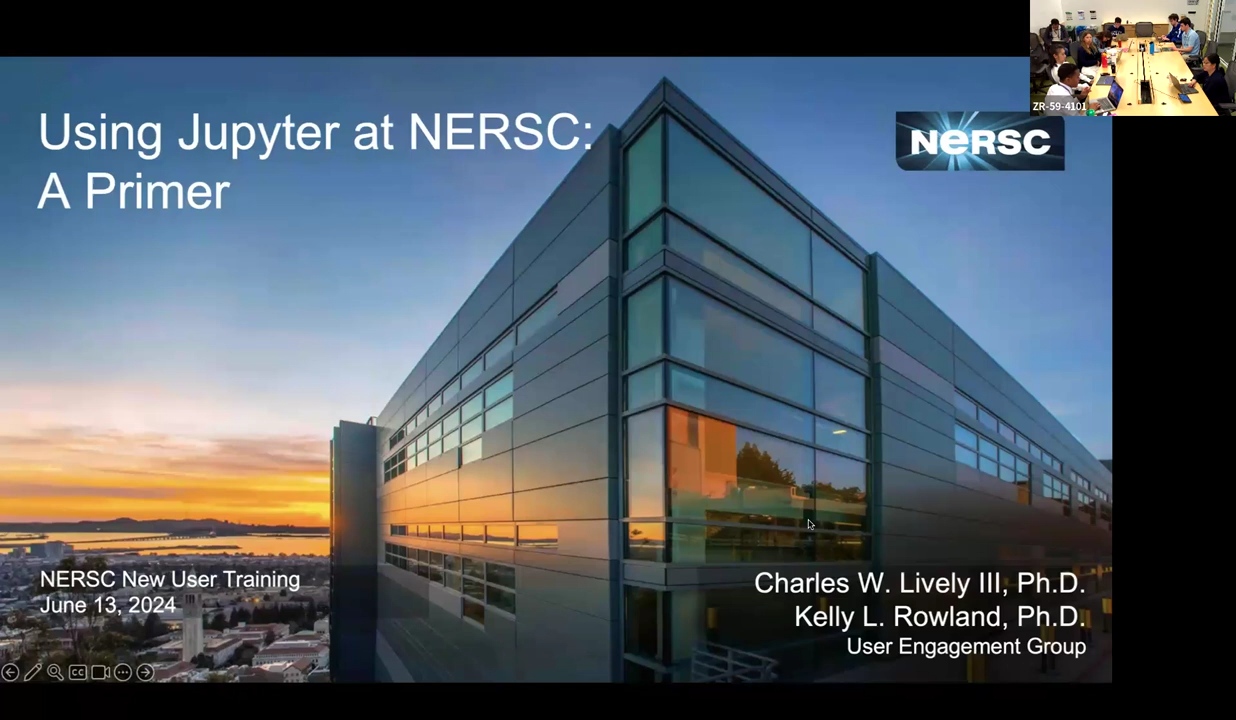 ZR-59-4101
Using Jupyter at NERSC:
A Primer
NERSC
NERSC New User Training
June 13, 2024
Charles W. Lively III, Ph.D.
Kelly L. Rowland, Ph.D.
User Engagement Group
CC